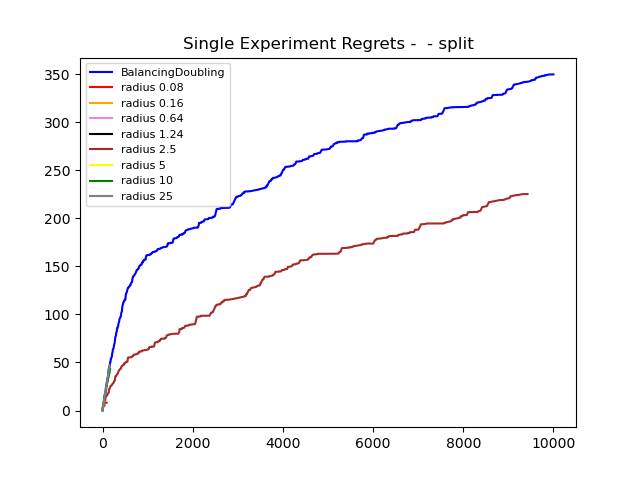 Single Experiment Regrets -  - split
350
300
250
200
150
100
50
0
BalancingDoubling
radius 0.08
radius 0.16
radius 0.64
radius 1.24
radius 2.5
radius 5
radius 10
radius 25
0 2000 4000 6000 8000 10000